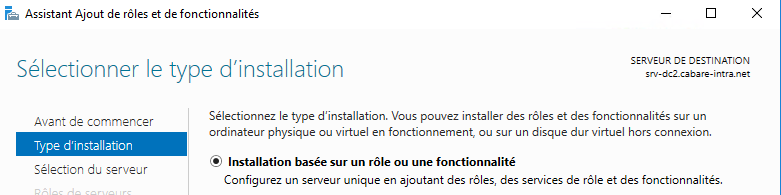 Assistant Ajout de rôles et de fonctionnalités
Sélectionner le type d'installation
SERVEUR DE DESTINATION
srv-dc2.cabare-intra.net
Avant de commencer
Type d'installation
Sélection du serveur
Rôles de serveurs
Sélectionnez le type d'installation. Vous pouvez installer des rôles et des fonctionnalités sur un
ordinateur physique ou virtuel en fonctionnement, ou sur un disque dur virtuel hors connexion.
Installation basée sur un rôle ou une fonctionnalité
Configurez un serveur unique en ajoutant des rôles, des services de rôle et des fonctionnalités.